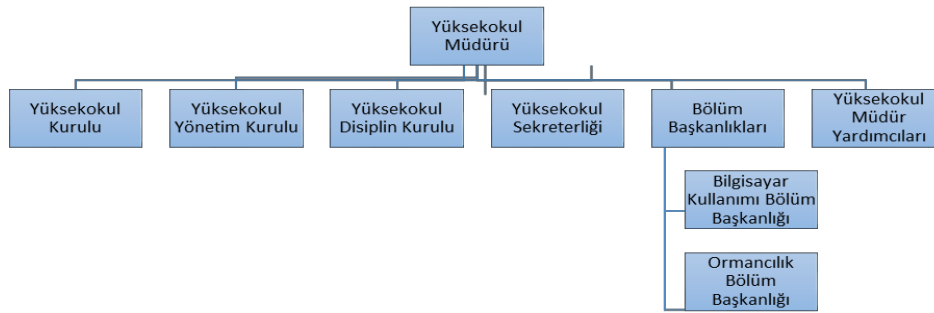 Yüksekokul
Müdürü
Yüksekokul
Kurulu
Yüksekokul
Yönetim Kurulu
Yüksekokul
Disiplin Kurulu
Yüksekokul
Sekreterliği
Bölüm
Başkanlıkları
Yüksekokul
Müdür
Yardımcıları
Bilgisayar
Kullanımı Bölüm
Başkanlığı
Ormancılık
Bölüm
Başkanlığı